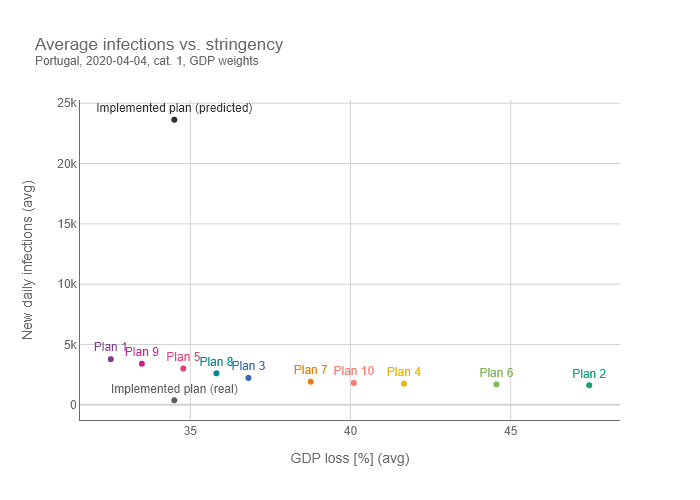 Average infections vs. stringency
Portugal, 2020-04-04, cat. 1, GDP weights
25k
Implemented plan (predicted)
20k
15k
10k
5k
Plan 1
Plan 9
Plan 5
Plan 8
Plan 3
Plan 7
Plan 10
Plan 4
Plan 6
Plan 2
Implemented plan (real)
0
35
40
45
New daily infections (avg)
GDP loss [%] (avg)